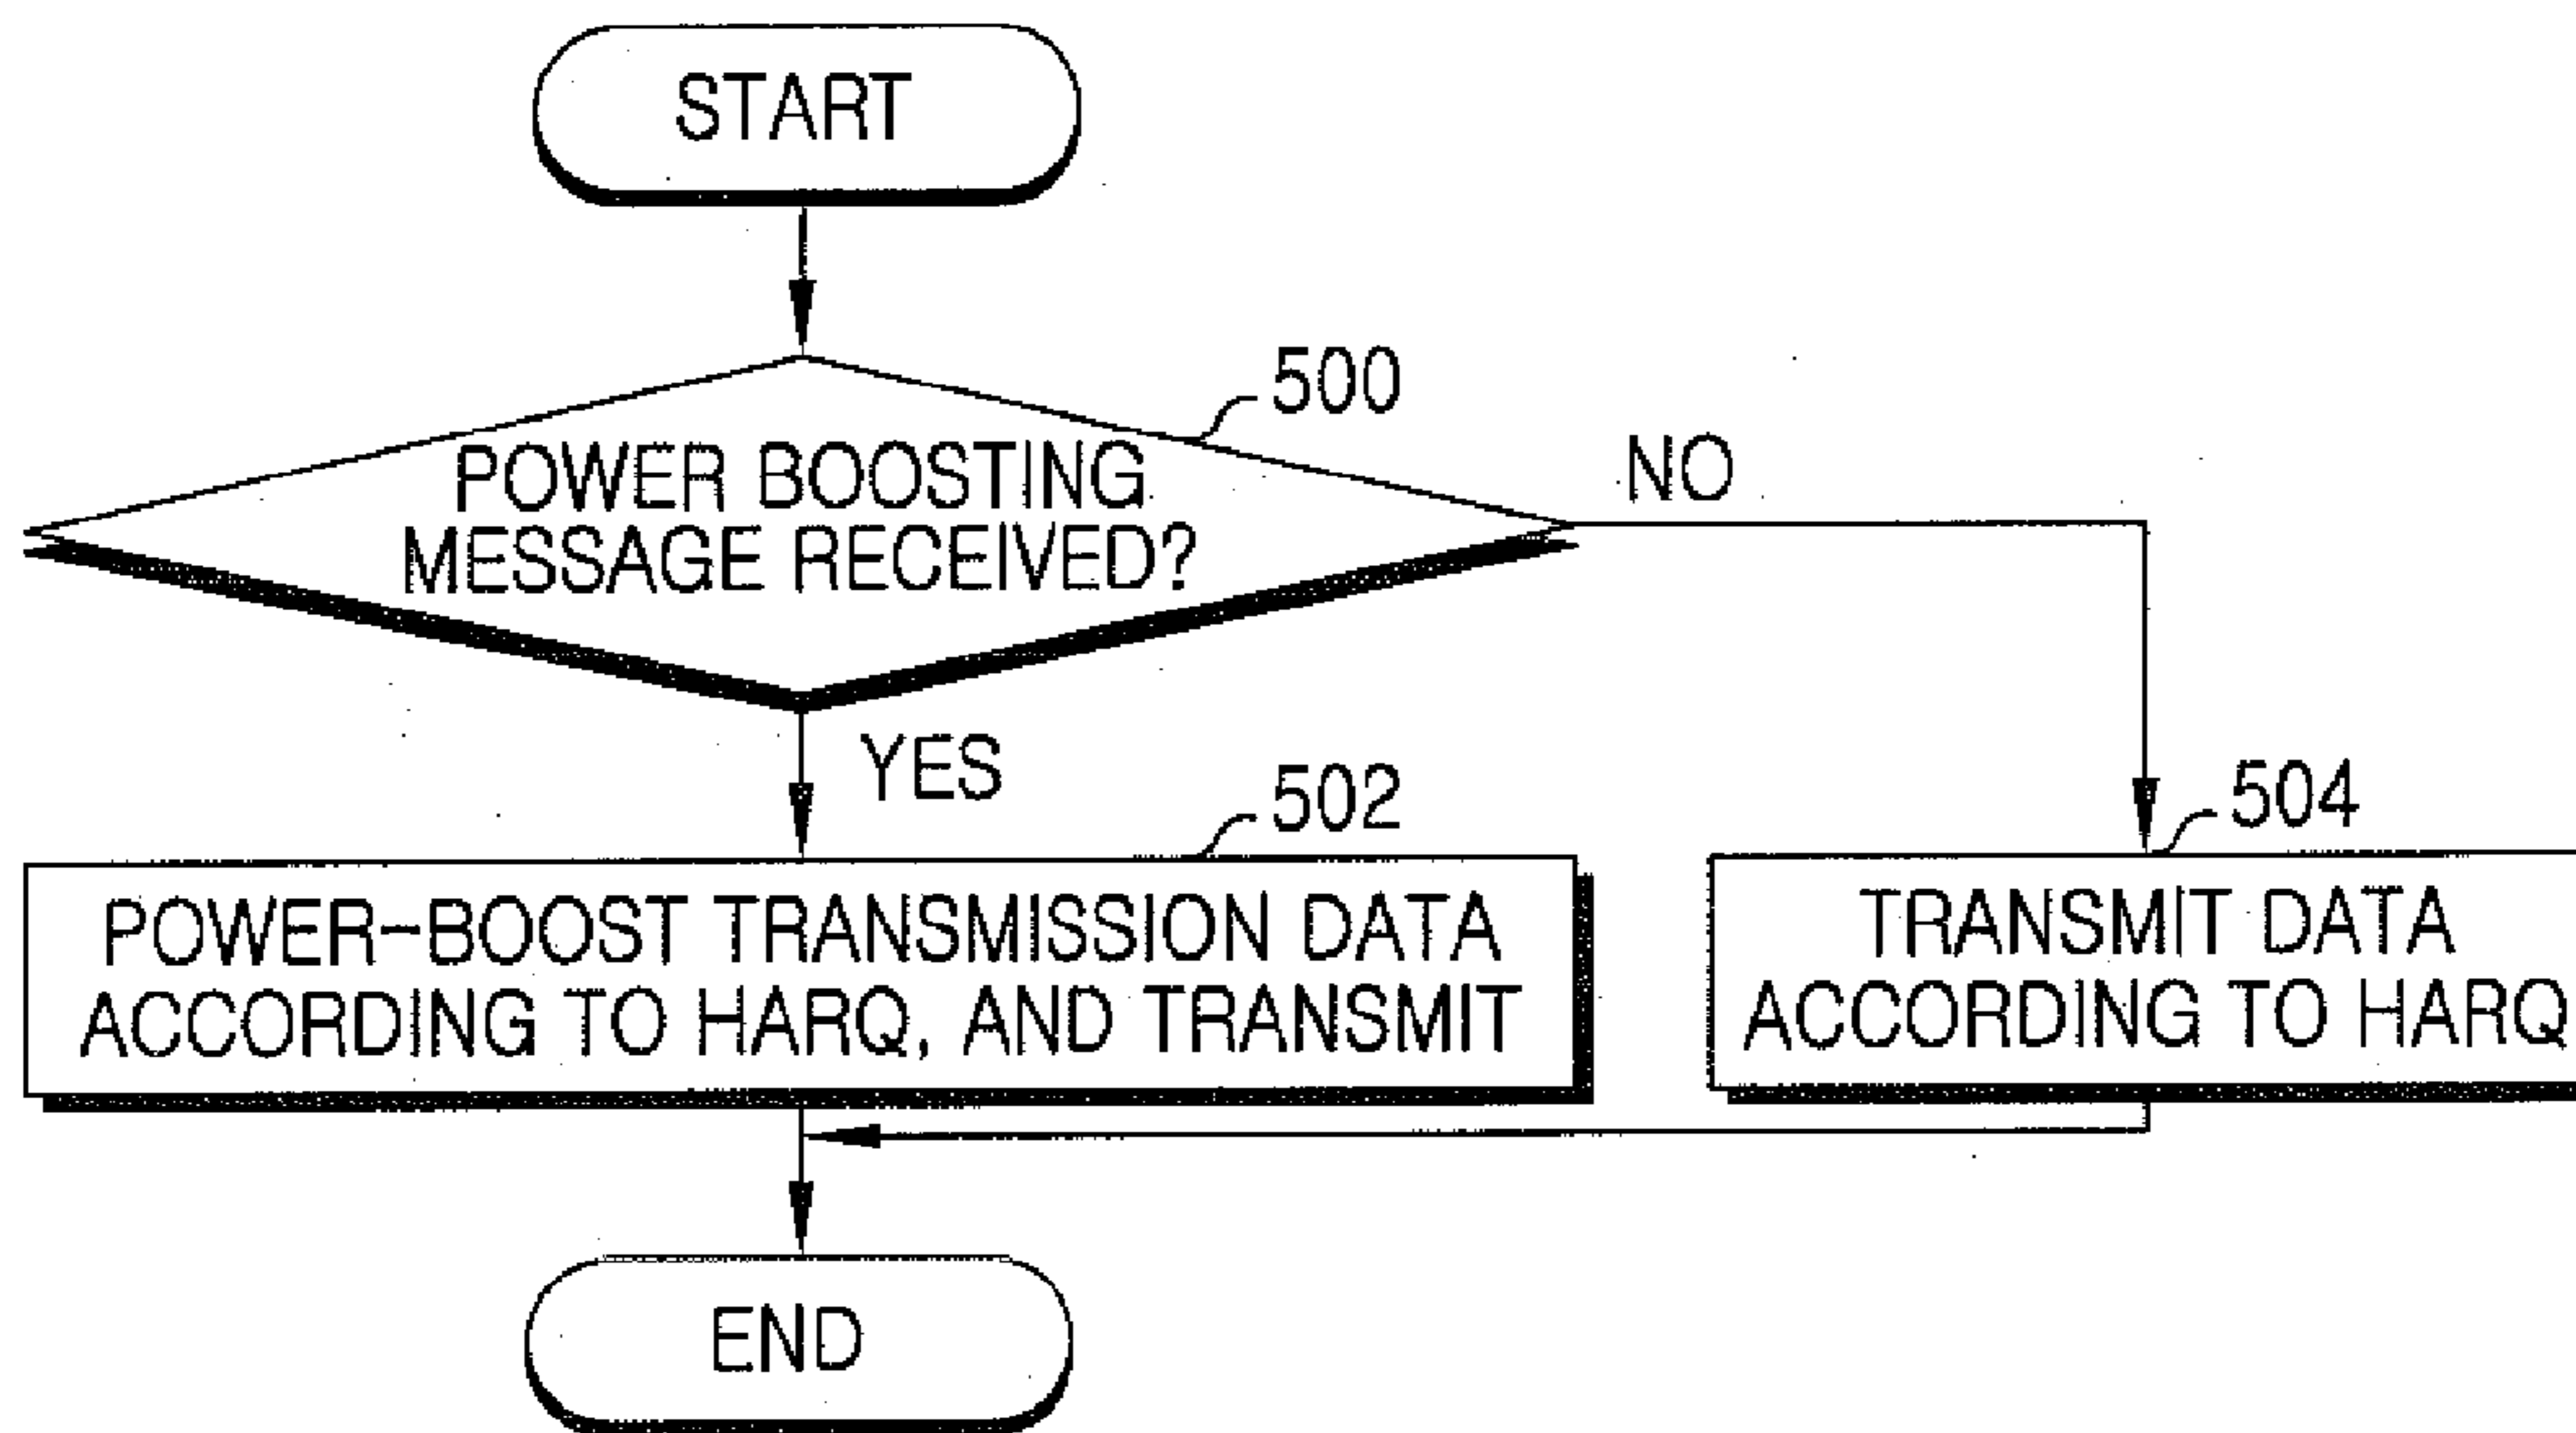 START
500
POWER BOOSTING
MESSAGE RECEIVED?
NO
YES
502
POWER-BOOST TRANSMISSION DATA
ACCORDING TO HARQ, AND TRANSMIT
504
TRANSMIT DATA
ACCORDING TO HARQ
END